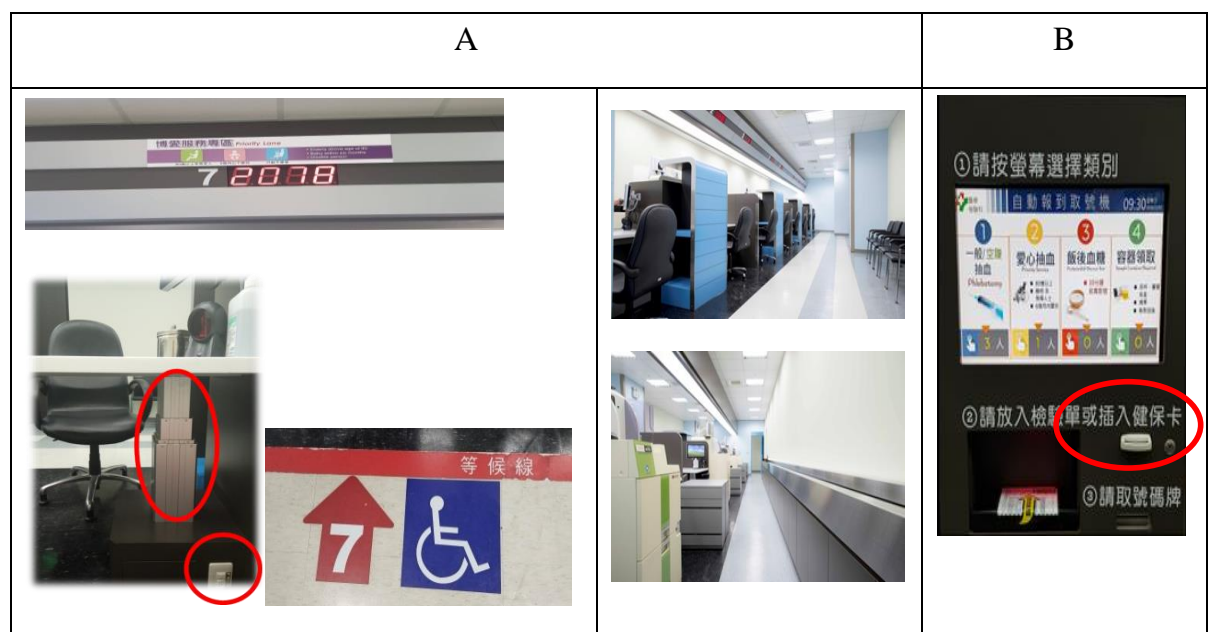 A
B
博愛服務專區 Priority Lane
7 2078
等候線
7
①請按螢幕選擇類別
自動報到取號機 09:30
1
2
3
4
一般/空腹
抽血
Phlebotomy
愛心抽血
飯後血糖
容器領取
3人
1人
0人
0人
②請放入檢驗單或插入健保卡
③請取號碼牌